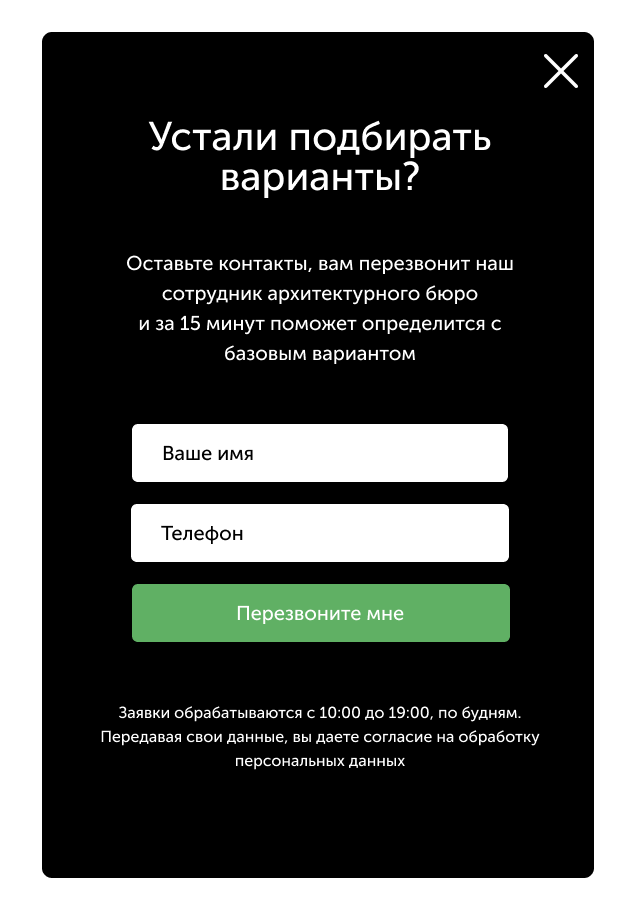 Устали подбирать
варианты?
Оставьте контакты, вам перезвонит наш
сотрудник архитектурного бюро
и за 15 минут поможет определится с
базовым вариантом
Ваше имя
Телефон
Перезвоните мне
Заявки обрабатываются с 10:00 до 19:00, по будням.
Передавая свои данные, вы даете согласие на обработку
персональных данных